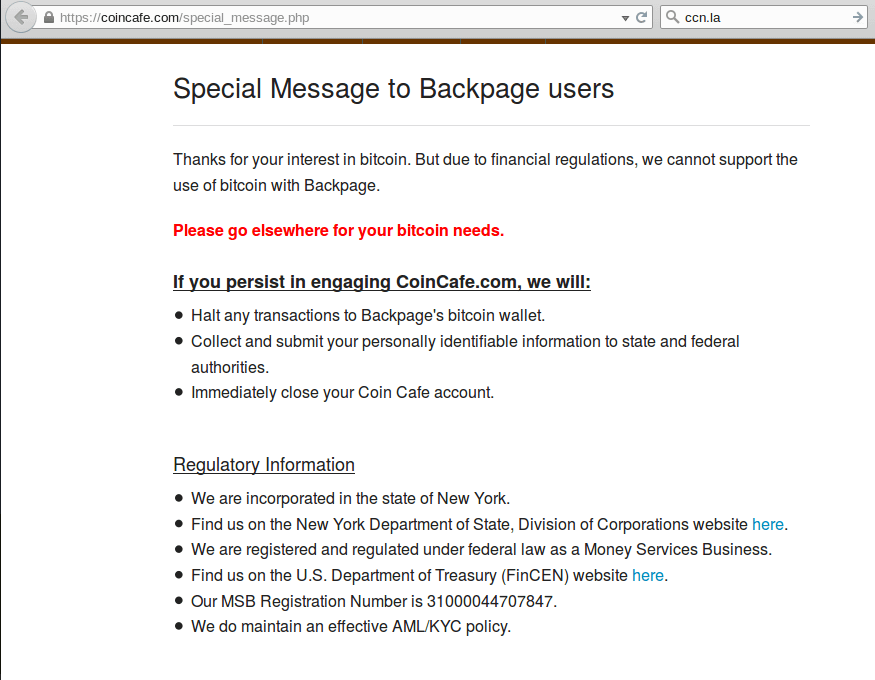 https://coincafe.com/special_message.php
ccn.la
Special Message to Backpage users
Thanks for your interest in bitcoin. But due to financial regulations, we cannot support the
use of bitcoin with Backpage.
Please go elsewhere for your bitcoin needs.
If you persist in engaging CoinCafe.com, we will:
● Halt any transactions to Backpage's bitcoin wallet.
● Collect and submit your personally identifiable information to state and federal
authorities.
● Immediately close your Coin Cafe account.
Regulatory Information
● We are incorporated in the state of New York.
● Find us on the New York Department of State, Division of Corporations website here.
● We are registered and regulated under federal law as a Money Services Business.
● Find us on the U.S. Department of Treasury (FinCEN) website here.
● Our MSB Registration Number is 31000044707847.
● We do maintain an effective AML/KYC policy.